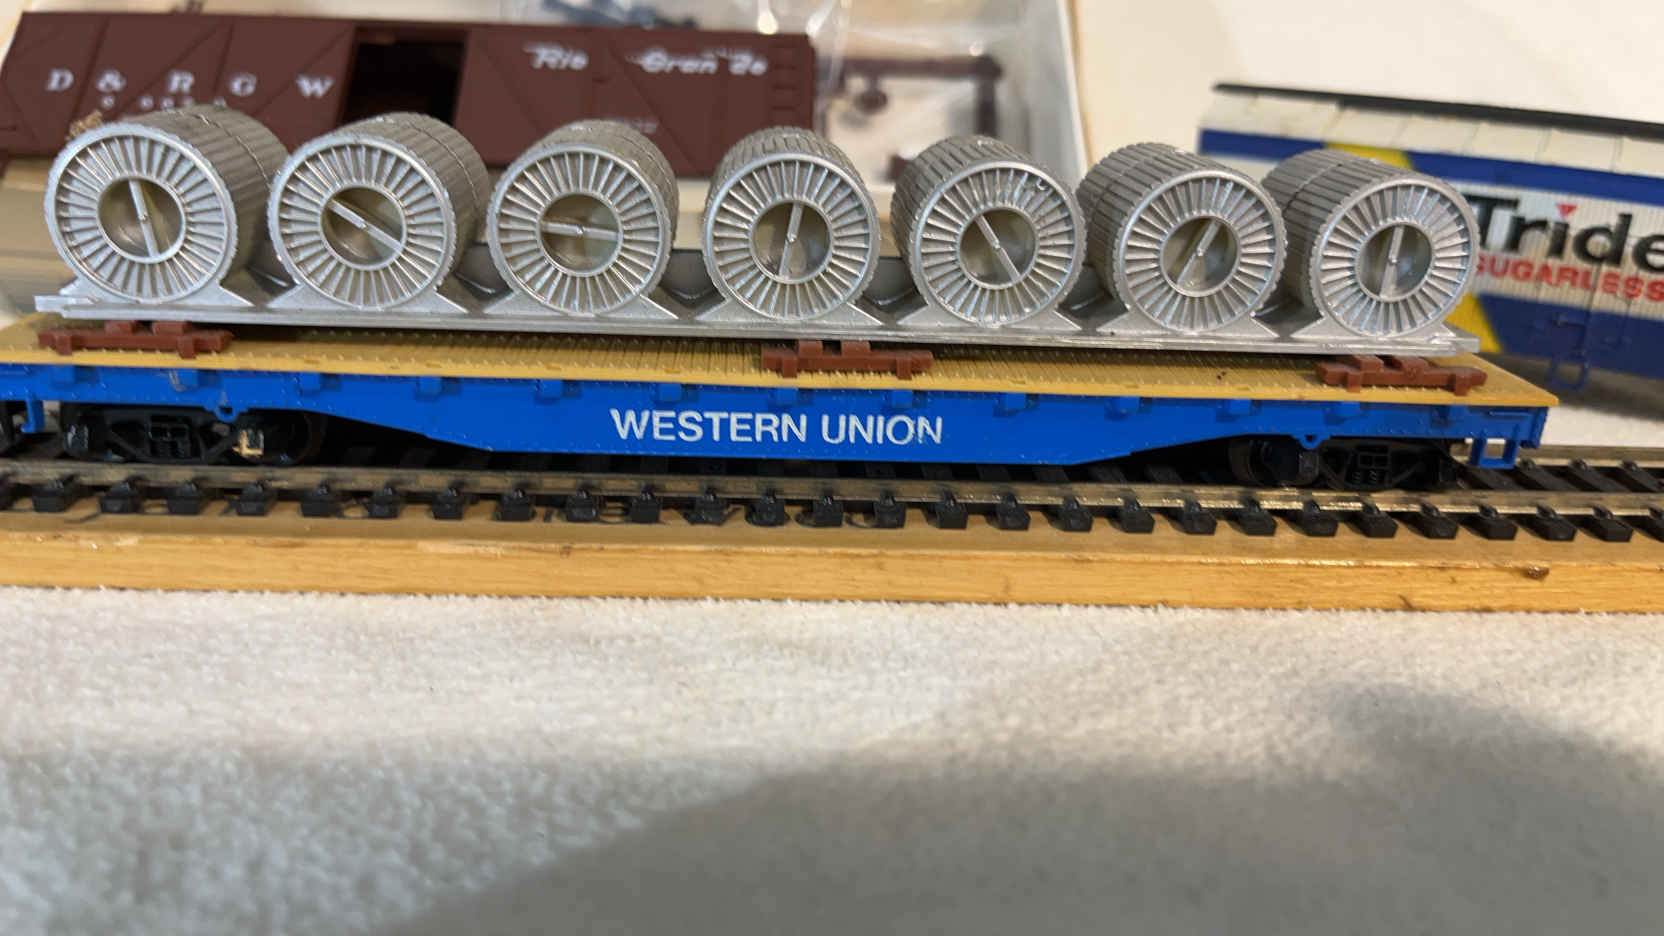 D & R G W
Rio Grande
Tride
SUGARLESS
WESTERN UNION